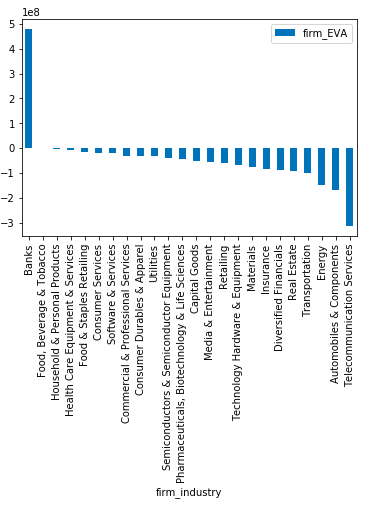 1e8
firm_EVA
5
4
3
2
1
0
−1
−2
−3
Banks
Food, Beverage & Tobacco
Household & Personal Products
Health Care Equipment & Services
Food & Staples Retailing
Consumer Services
Software & Services
Commercial & Professional Services
Consumer Durables & Apparel
Utilities
Semiconductors & Semiconductor Equipment
Pharmaceuticals, Biotechnology & Life Sciences
Capital Goods
Media & Entertainment
Retailing
Technology Hardware & Equipment
Materials
Insurance
Diversified Financials
Real Estate
Transportation
Energy
Automobiles & Components
Telecommunication Services
firm_industry